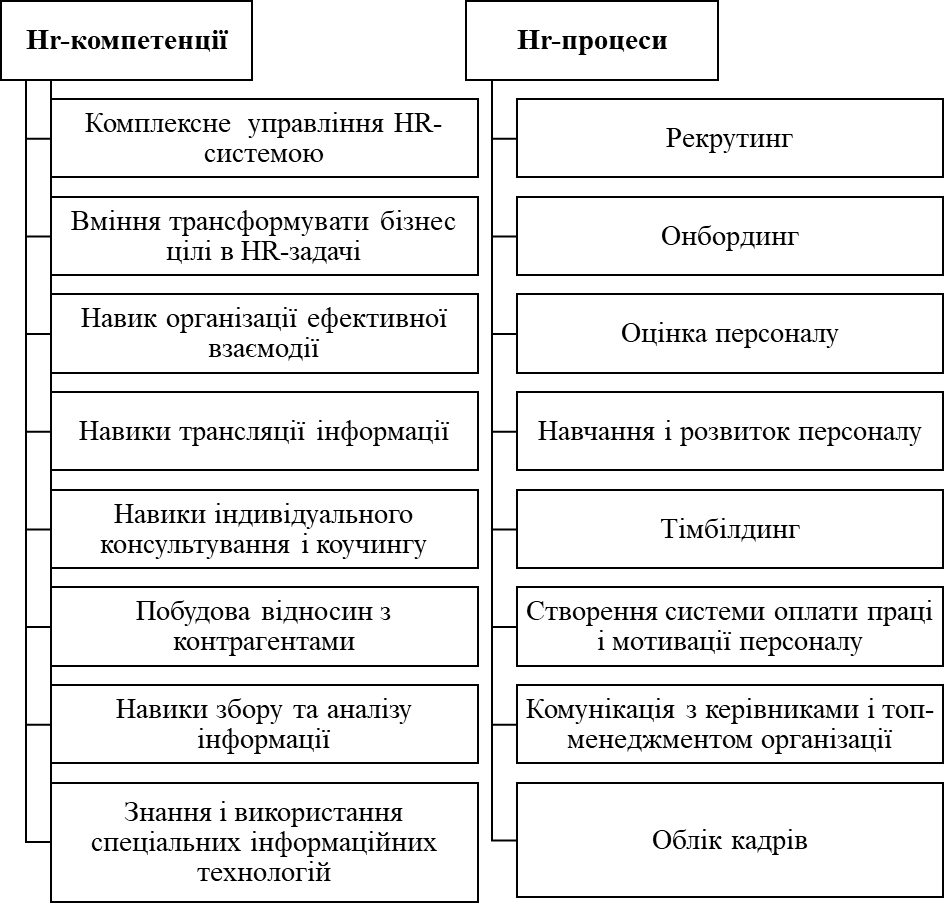 Hr-компетенції
Комплексне управління HR-
системою
Вміння трансформувати бізнес
цілі в HR-задачі
Навик організації ефективної
взаємодії
Навики трансляції інформації
Навики індивідуального
консультування і коучингу
Побудова відносин з
контрагентами
Навики збору та аналізу
інформації
Знання і використання
спеціальних інформаційних
технологій
Hr-процеси
Рекрутинг
Онбординг
Оцінка персоналу
Навчання і розвиток персоналу
Тімбілдинг
Створення системи оплати праці
і мотивації персоналу
Комунікація з керівниками і топ-
менеджментом організації
Облік кадрів